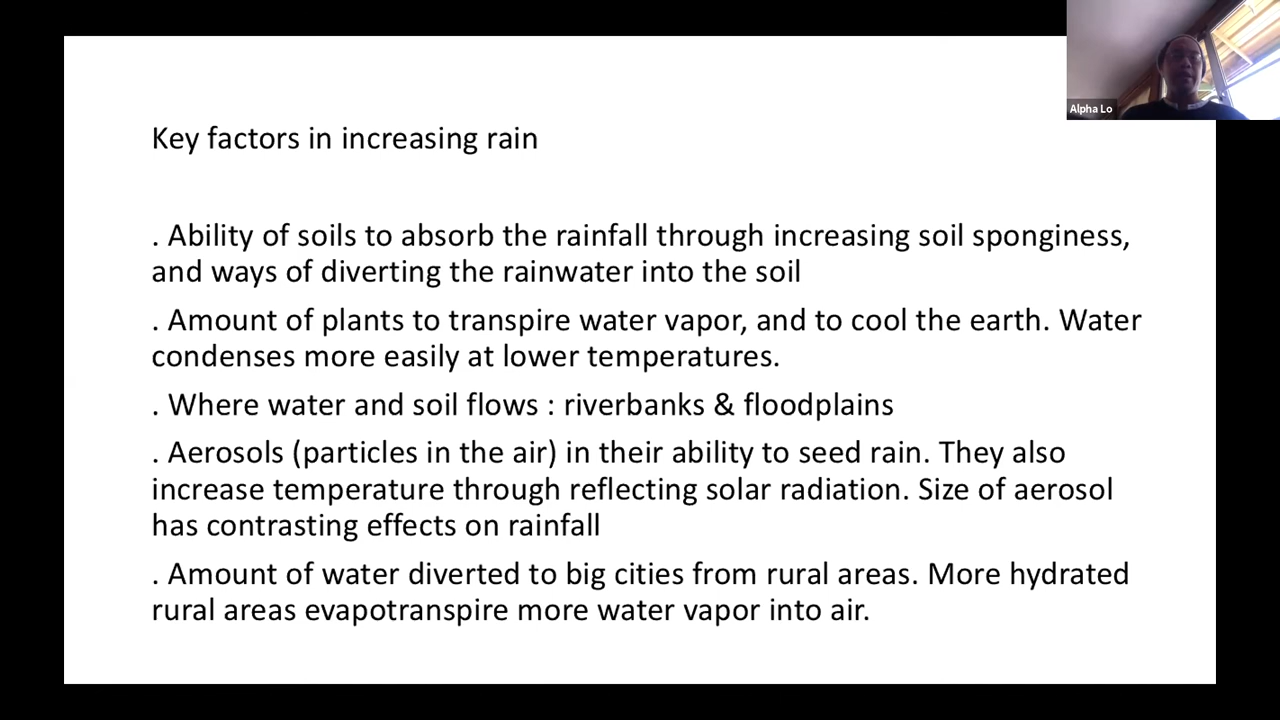 Alpha Lo
Key factors in increasing rain
. Ability of soils to absorb the rainfall through increasing soil sponginess,
and ways of diverting the rainwater into the soil
. Amount of plants to transpire water vapor, and to cool the earth. Water
condenses more easily at lower temperatures.
. Where water and soil flows : riverbanks & floodplains
. Aerosols (particles in the air) in their ability to seed rain. They also
increase temperature through reflecting solar radiation. Size of aerosol
has contrasting effects on rainfall
. Amount of water diverted to big cities from rural areas. More hydrated
rural areas evapotranspire more water vapor into air.